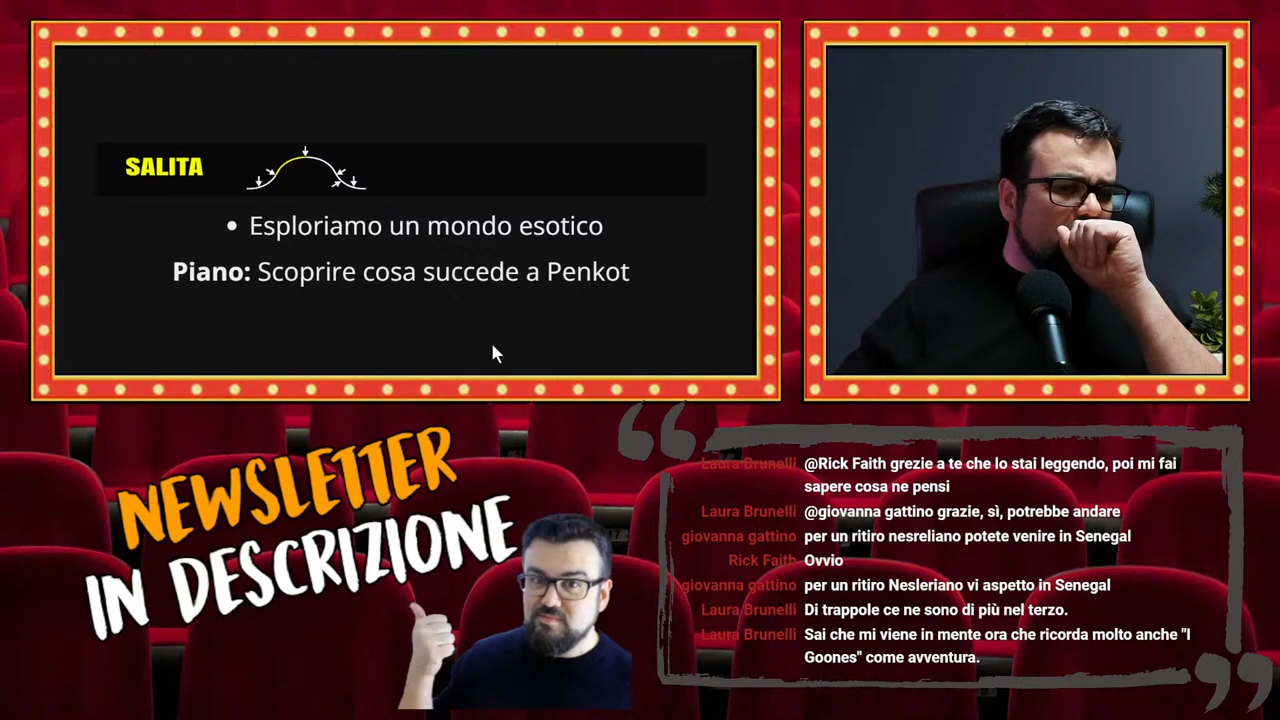 SALITA
• Esploriamo un mondo esotico
Piano: Scoprire cosa succede a Penkot
NEWSLETTER
IN DESCRIZIONE
Laura Brunelli @Rick Faith grezie a te che lo stai leggendo, poi mi fai
sapere cosa ne pensi
Laura Brunelli @giovanna gattino grazie, sì, potrebbe andare
giovanna gattino per un ritiro nesreliano potete venire in Senegal
Rick Faith Ovvio
giovanna gattino per un ritiro Nesleriano vi aspetto in Senegal
Laura Brunelli Di trappole ce ne sono di più nel terzo.
Laura Brunelli Sai che mi viene in mente ora che ricorda molto anche "I
Goones" come avventura.